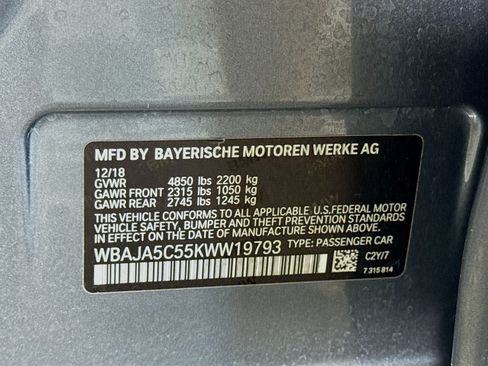 MFD BY BAYERISCHE MOTOREN WERKE AG
12/18
GVWR 4850 lbs 2200 kg
GAWR FRONT 2315 lbs 1050 kg
GAWR REAR 2745 lbs 1245 kg
THIS VEHICLE CONFORMS TO ALL APPLICABLE U.S.FEDERAL MOTOR
VEHICLE SAFETY, BUMPER AND THEFT PREVENTION STANDARDS IN
EFFECT ON THE DATE OF MANUFACTURE SHOWN ABOVE.
WBAJA5C55KWW19793 TYPE: PASSENGER CAR
C2Y/7
7 315 814